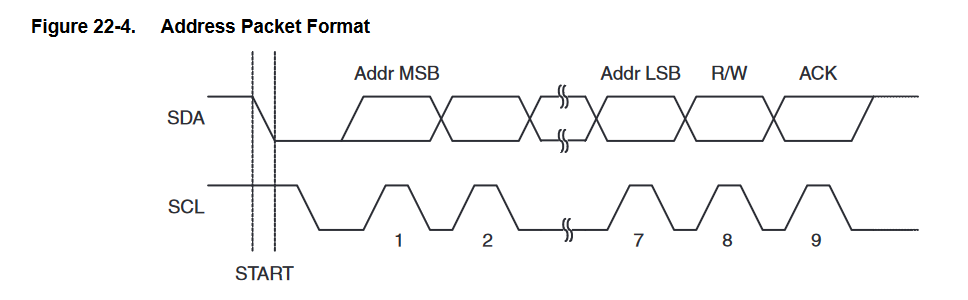 Figure 22-4. Address Packet Format
Addr MSB Addr LSB R/W ACK
SDA
SCL
1 2 7 8 9
START